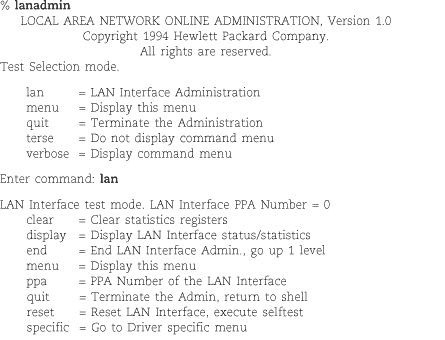 % lanadmin
LOCAL AREA NETWORK ONLINE ADMINISTRATION, Version 1.0
Copyright 1994 Hewlett Packard Company.
All rights are reserved.
Test Selection mode.
lan = LAN Interface Administration
menu = Display this menu
quit = Terminate the Administration
terse = Do not display command menu
verbose = Display command menu
Enter command: lan
LAN Interface test mode. LAN Interface PPA Number = 0
clear = Clear statistics registers
display = Display LAN Interface status/statistics
end = End LAN Interface Admin., go up 1 level
menu = Display this menu
ppa = PPA Number of the LAN Interface
quit = Terminate the Admin, return to shell
reset = Reset LAN Interface, execute selftest
specific = Go to Driver specific menu